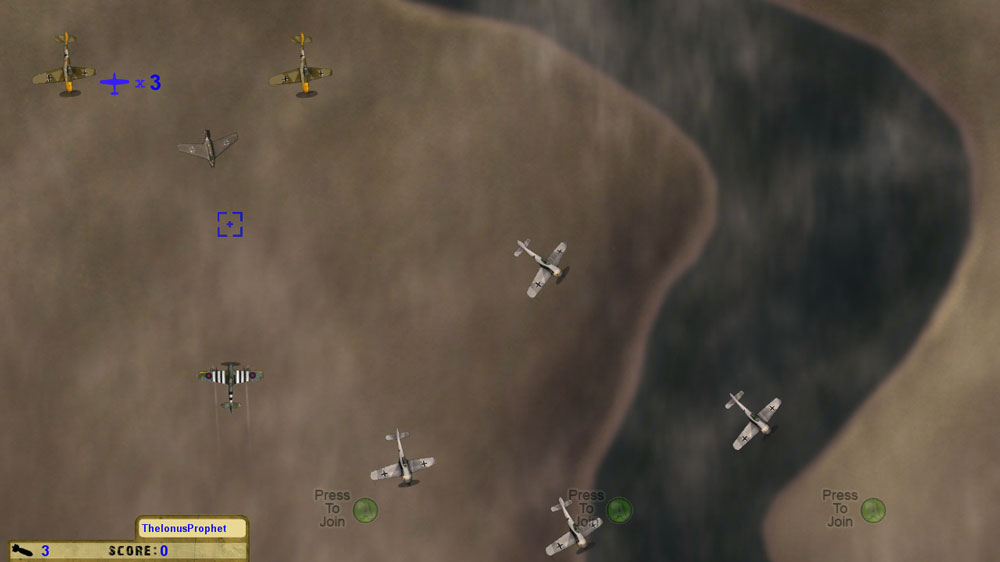 x 3
Press
To
Join
Press
To
Join
Press
To
Join
TheIonusProphet
3 SCORE:0